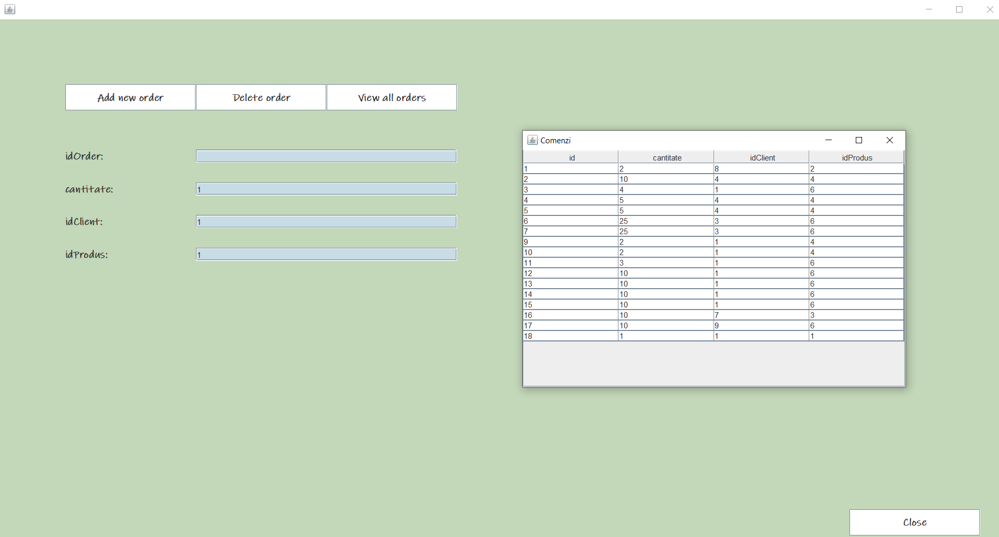 Add new order Delete order View all orders
idOrder:
cantitate: 1
idClient: 1
idProdus: 1
Comenzi
id cantitate idClient idProdus
1 2 8 2
2 10 4 4
3 4 1 6
4 5 4 4
5 5 4 4
6 25 3 6
7 25 3 6
9 2 1 4
10 2 1 4
11 3 1 6
12 10 1 6
13 10 1 6
14 10 1 6
15 10 1 6
16 10 7 3
17 10 9 6
18 1 1 1
Close